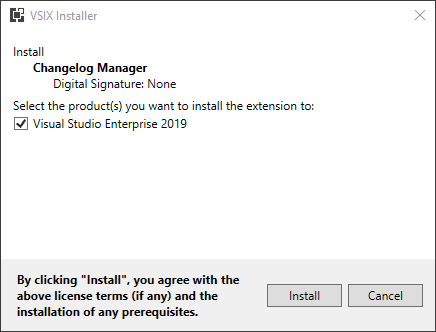 VSIX Installer
Install
Changelog Manager
Digital Signature: None
Select the product(s) you want to install the extension to:
Visual Studio Enterprise 2019
By clicking "Install", you agree with the
above license terms (if any) and the
installation of any prerequisites.
Install
Cancel